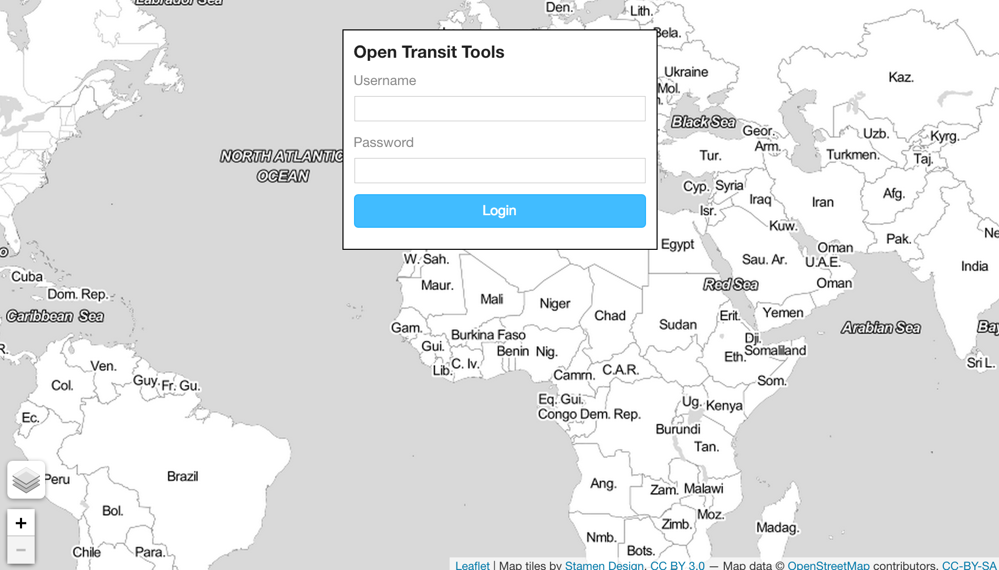 Labrador Sea
Den.
Lith.
Bela.
Open Transit Tools
Username
Password
Login
Ukraine
Mol.
Kaz.
Black Sea
Geor.
Uzb.
Kyrg.
Arm.
NORTH ATLANTIC
OCEAN
Tur.
Turkmen.
Taj.
Cyp.
Syria
Afg.
Iraq
Iran
Isr.
Kuw.
Ne
Pak.
Egypt
Oman
W. Sah.
Sau. Ar.
U.A.E.
India
o
Cuba
Maur.
Red Sea
Oman
Dom. Rep.
Mali
Niger
Caribbean Sea
Chad
Erit.
Yemen
Gam.
Sudan
Arabian Sea
Bay
Burkina Faso
Dji.
Gui.
Benin
Nig.
Somaliland
R.
Eth.
Ven.
Lib.
C. Iv.
Sri L.
Col.
Guy.
Fr. Gu.
Camrn.
C.A.R.
Som.
Eq. Gui.
Ug.
Kenya
Ec.
Congo Dem. Rep.
Burundi
Tan.
Peru
Brazil
Ang.
Zam.
Malawi
Bol.
Moz.
Zimb.
Madag.
+
Nmb.
−
Chile
Para.
Bots.
Leaflet | Map tiles by Stamen Design, CC BY 3.0 — Map data © OpenStreetMap contributors, CC-BY-SA